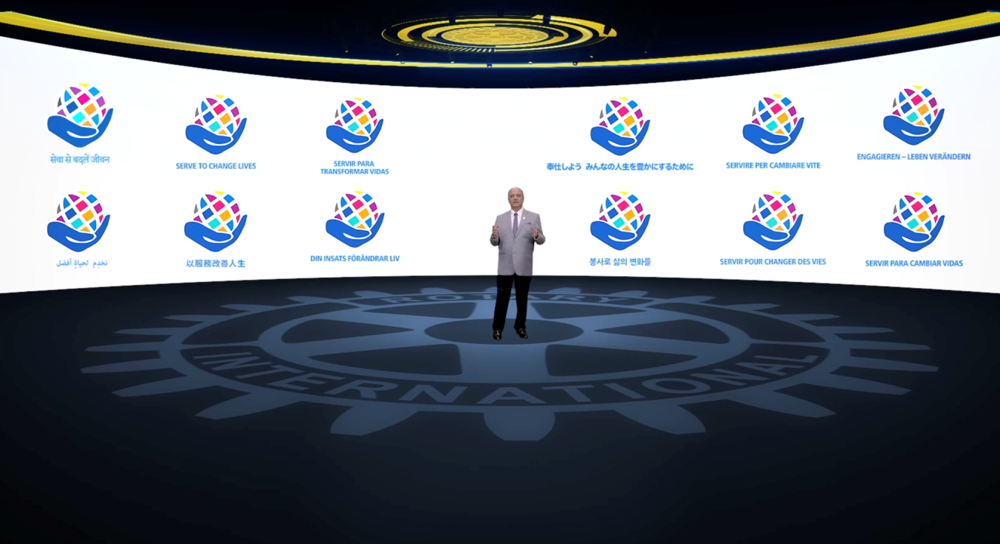 सेवा से बदलें जीवन
SERVE TO CHANGE LIVES
SERVIR PARA
TRANSFORMAR VIDAS
奉仕しよう みんなの人生を豊かにするために
SERVIRE PER CAMBIARE VITE
ENGAGIEREN – LEBEN VERÄNDERN
نخدِم لحياةٍ أفضل
以服務改善人生
DIN INSATS FÖRÄNDRAR LIV
봉사로 삶의 변화를
SERVIR POUR CHANGER DES VIES
SERVIR PARA CAMBIAR VIDAS
ROTARY
INTERNATIONAL